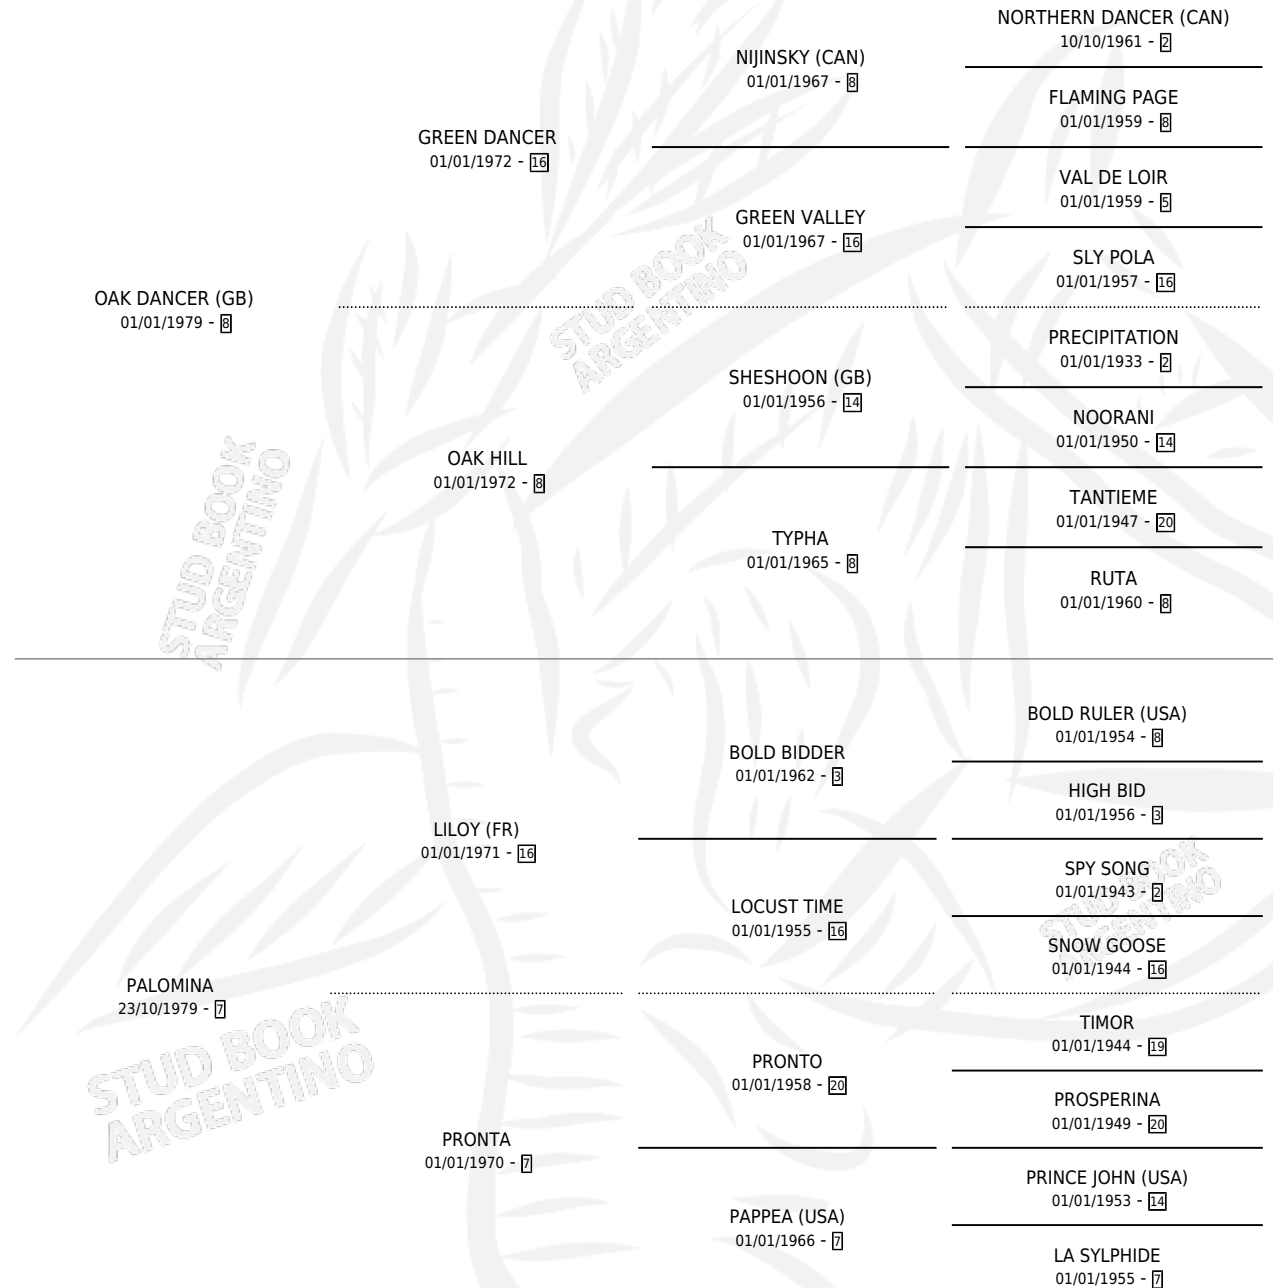 NORTHERN DANCER (CAN)
10/10/1961 - 2
NIJINSKY (CAN)
01/01/1967 - 8
FLAMING PAGE
01/01/1959 - 8
GREEN DANCER
01/01/1972 - 16
VAL DE LOIR
01/01/1959 - 5
GREEN VALLEY
01/01/1967 - 16
SLY POLA
01/01/1957 - 16
OAK DANCER (GB)
01/01/1979 - 8
PRECIPITATION
01/01/1933 - 2
SHESHOON (GB)
01/01/1956 - 14
NOORANI
01/01/1950 - 14
OAK HILL
01/01/1972 - 8
TANTIEME
01/01/1947 - 20
TYPHA
01/01/1965 - 8
RUTA
01/01/1960 - 8
BOLD RULER (USA)
01/01/1954 - 8
BOLD BIDDER
01/01/1962 - 3
HIGH BID
01/01/1956 - 3
LILOY (FR)
01/01/1971 - 16
SPY SONG
01/01/1943 - 2
LOCUST TIME
01/01/1955 - 16
SNOW GOOSE
01/01/1944 - 16
PALOMINA
23/10/1979 - 7
TIMOR
01/01/1944 - 19
PRONTO
01/01/1958 - 20
PROSPERINA
01/01/1949 - 20
PRONTA
01/01/1970 - 7
PRINCE JOHN (USA)
01/01/1953 - 14
PAPPEA (USA)
01/01/1966 - 7
LA SYLPHIDE
01/01/1955 - 7
STUD BOOK
ARGENTINO
STUD BOOK
ARGENTINO
STUD BOOK
ARGENTINO
STUD BOOK
ARGENTINO